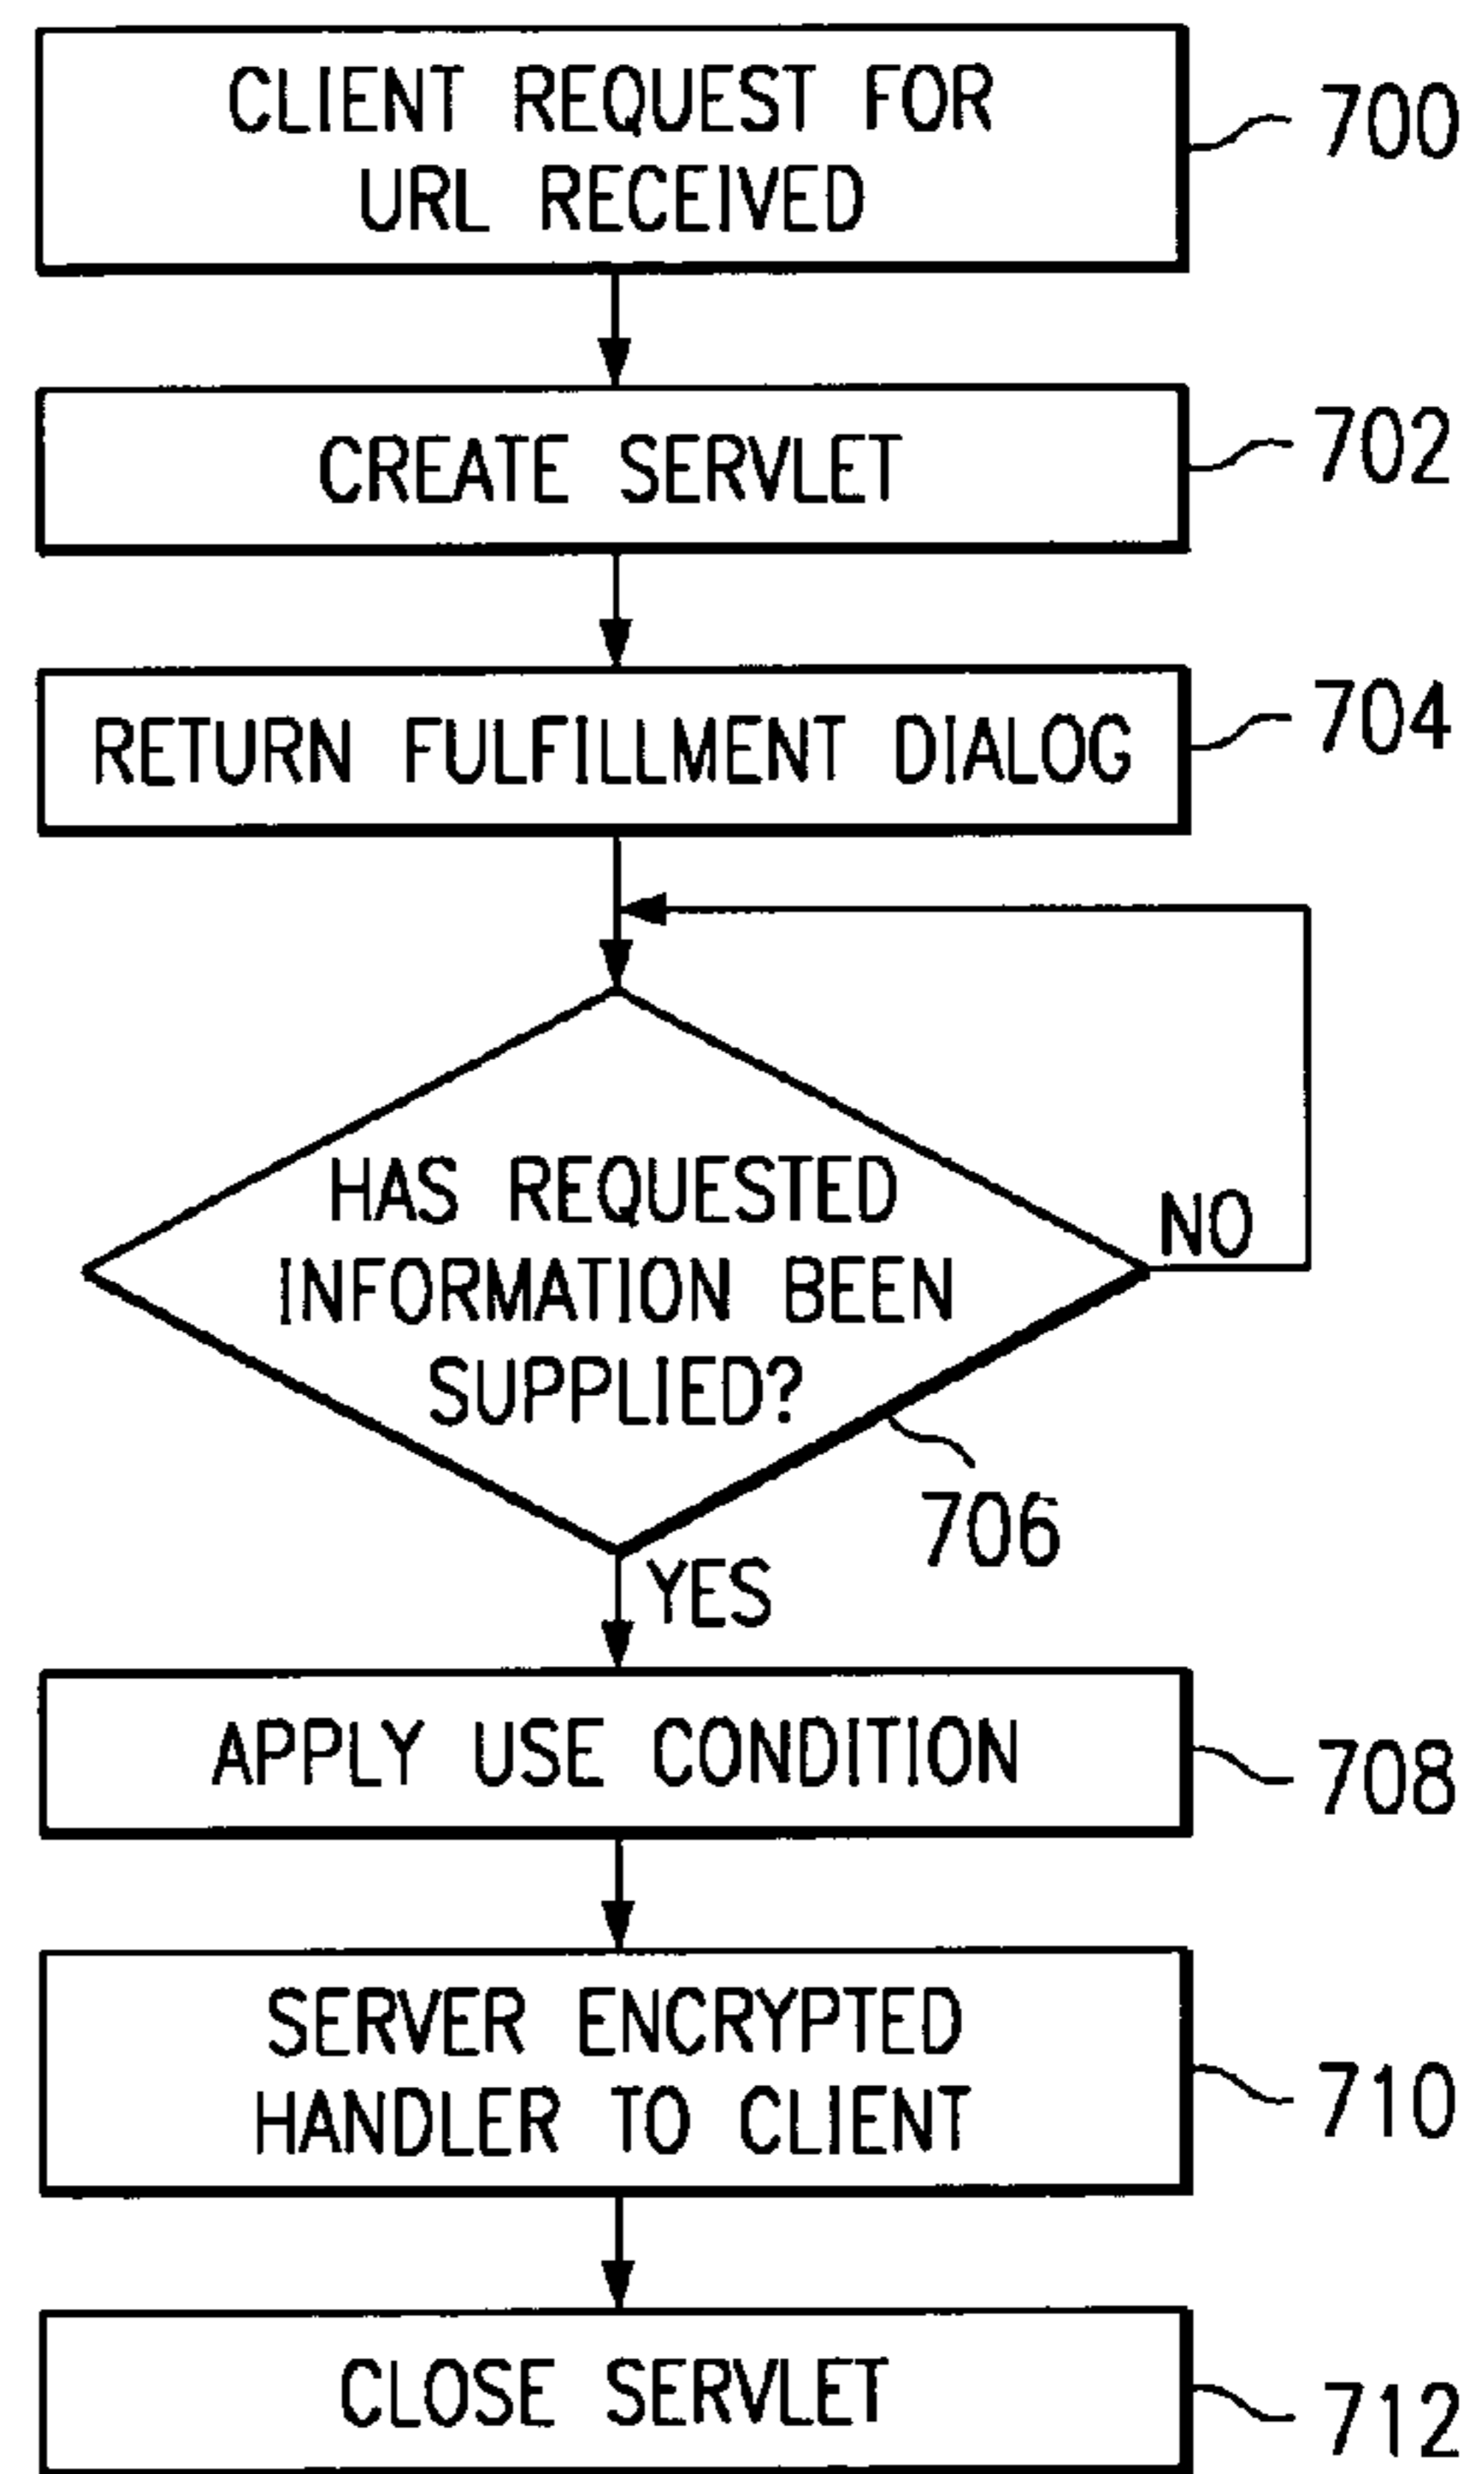 CLIENT REQUEST FOR
URL RECEIVED
700
CREATE SERVLET
702
RETURN FULFILLMENT DIALOG
704
HAS REQUESTED
INFORMATION BEEN
SUPPLIED?
NO
706
YES
APPLY USE CONDITION
708
SERVER ENCRYPTED
HANDLER TO CLIENT
710
CLOSE SERVLET
712